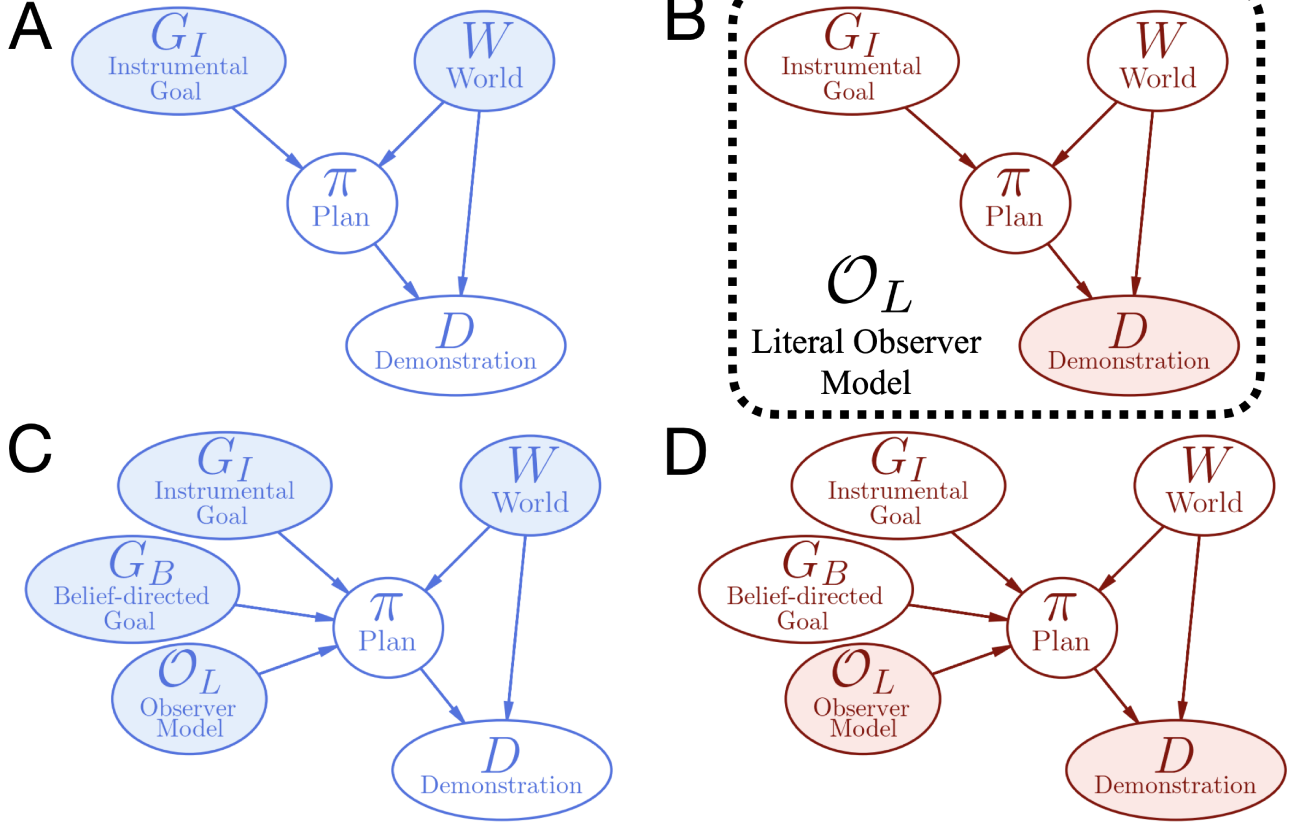 A
G_I
Instrumental
Goal
W
World
π
Plan
D
Demonstration
B
G_I
Instrumental
Goal
W
World
π
Plan
𝒪_L
Literal Observer
Model
D
Demonstration
C
G_I
Instrumental
Goal
W
World
G_B
Belief-directed
Goal
π
Plan
𝒪_L
Observer
Model
D
Demonstration
D
G_I
Instrumental
Goal
W
World
G_B
Belief-directed
Goal
π
Plan
𝒪_L
Observer
Model
D
Demonstration